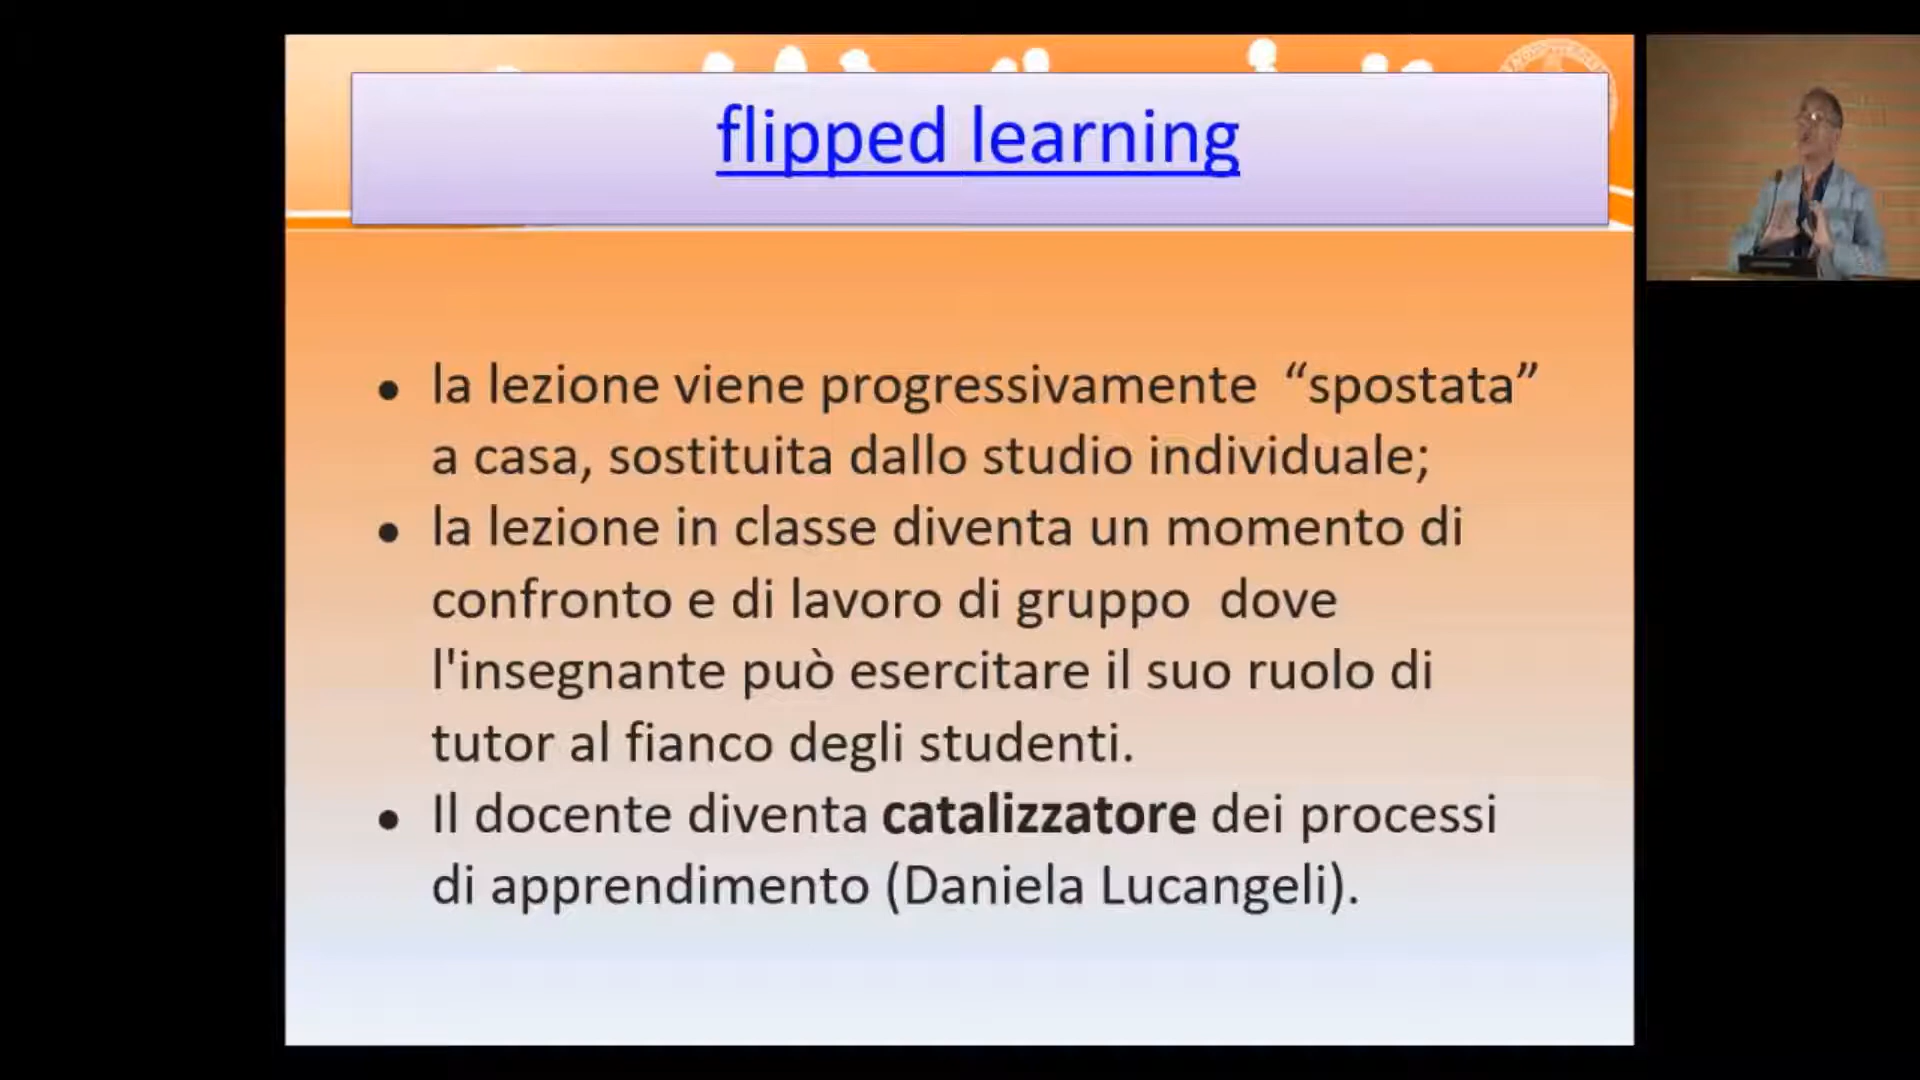 flipped learning
• la lezione viene progressivamente “spostata”
a casa, sostituita dallo studio individuale;
• la lezione in classe diventa un momento di
confronto e di lavoro di gruppo dove
l'insegnante può esercitare il suo ruolo di
tutor al fianco degli studenti.
• Il docente diventa catalizzatore dei processi
di apprendimento (Daniela Lucangeli).